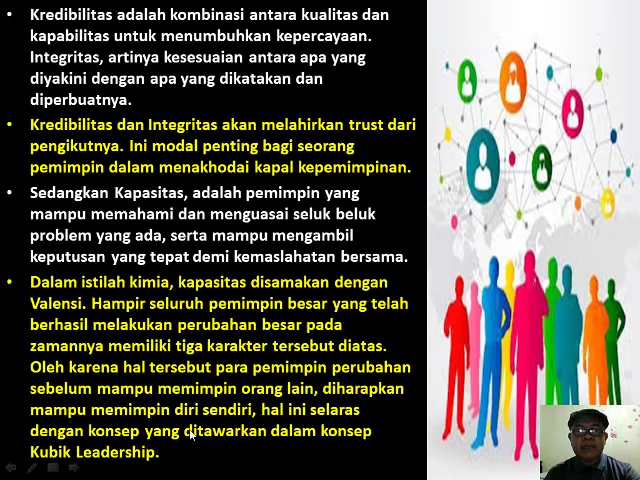 • Kredibilitas adalah kombinasi antara kualitas dan
kapabilitas untuk menumbuhkan kepercayaan.
Integritas, artinya kesesuaian antara apa yang
diyakini dengan apa yang dikatakan dan
diperbuatnya.
• Kredibilitas dan Integritas akan melahirkan trust dari
pengikutnya. Ini modal penting bagi seorang
pemimpin dalam menakhodai kapal kepemimpinan.
• Sedangkan Kapasitas, adalah pemimpin yang
mampu memahami dan menguasai seluk beluk
problem yang ada, serta mampu mengambil
keputusan yang tepat demi kemaslahatan bersama.
• Dalam istilah kimia, kapasitas disamakan dengan
Valensi. Hampir seluruh pemimpin besar yang telah
berhasil melakukan perubahan besar pada
zamannya memiliki tiga karakter tersebut diatas.
Oleh karena hal tersebut para pemimpin perubahan
sebelum mampu memimpin orang lain, diharapkan
mampu memimpin diri sendiri, hal ini selaras
dengan konsep yang ditawarkan dalam konsep
Kubik Leadership.